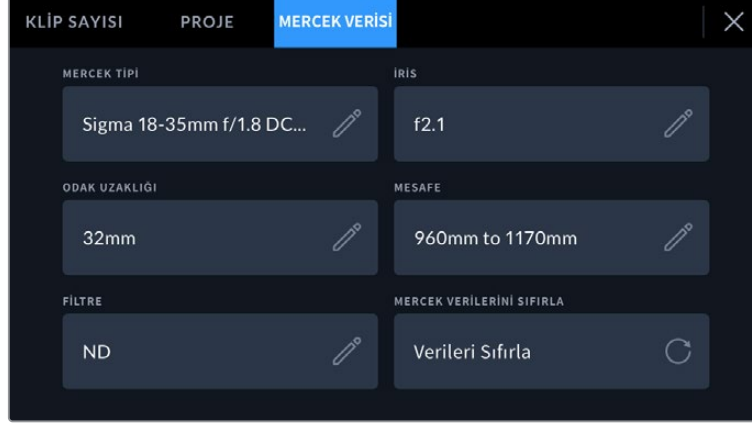 KLİP SAYISI PROJE MERCEK VERİSİ
MERCEK TİPİ İRİS
Sigma 18-35mm f/1.8 DC... f2.1
ODAK UZAKLIĞI MESAFE
32mm 960mm to 1170mm
FİLTRE MERCEK VERİLERİNİ SIFIRLA
ND Verileri Sıfırla